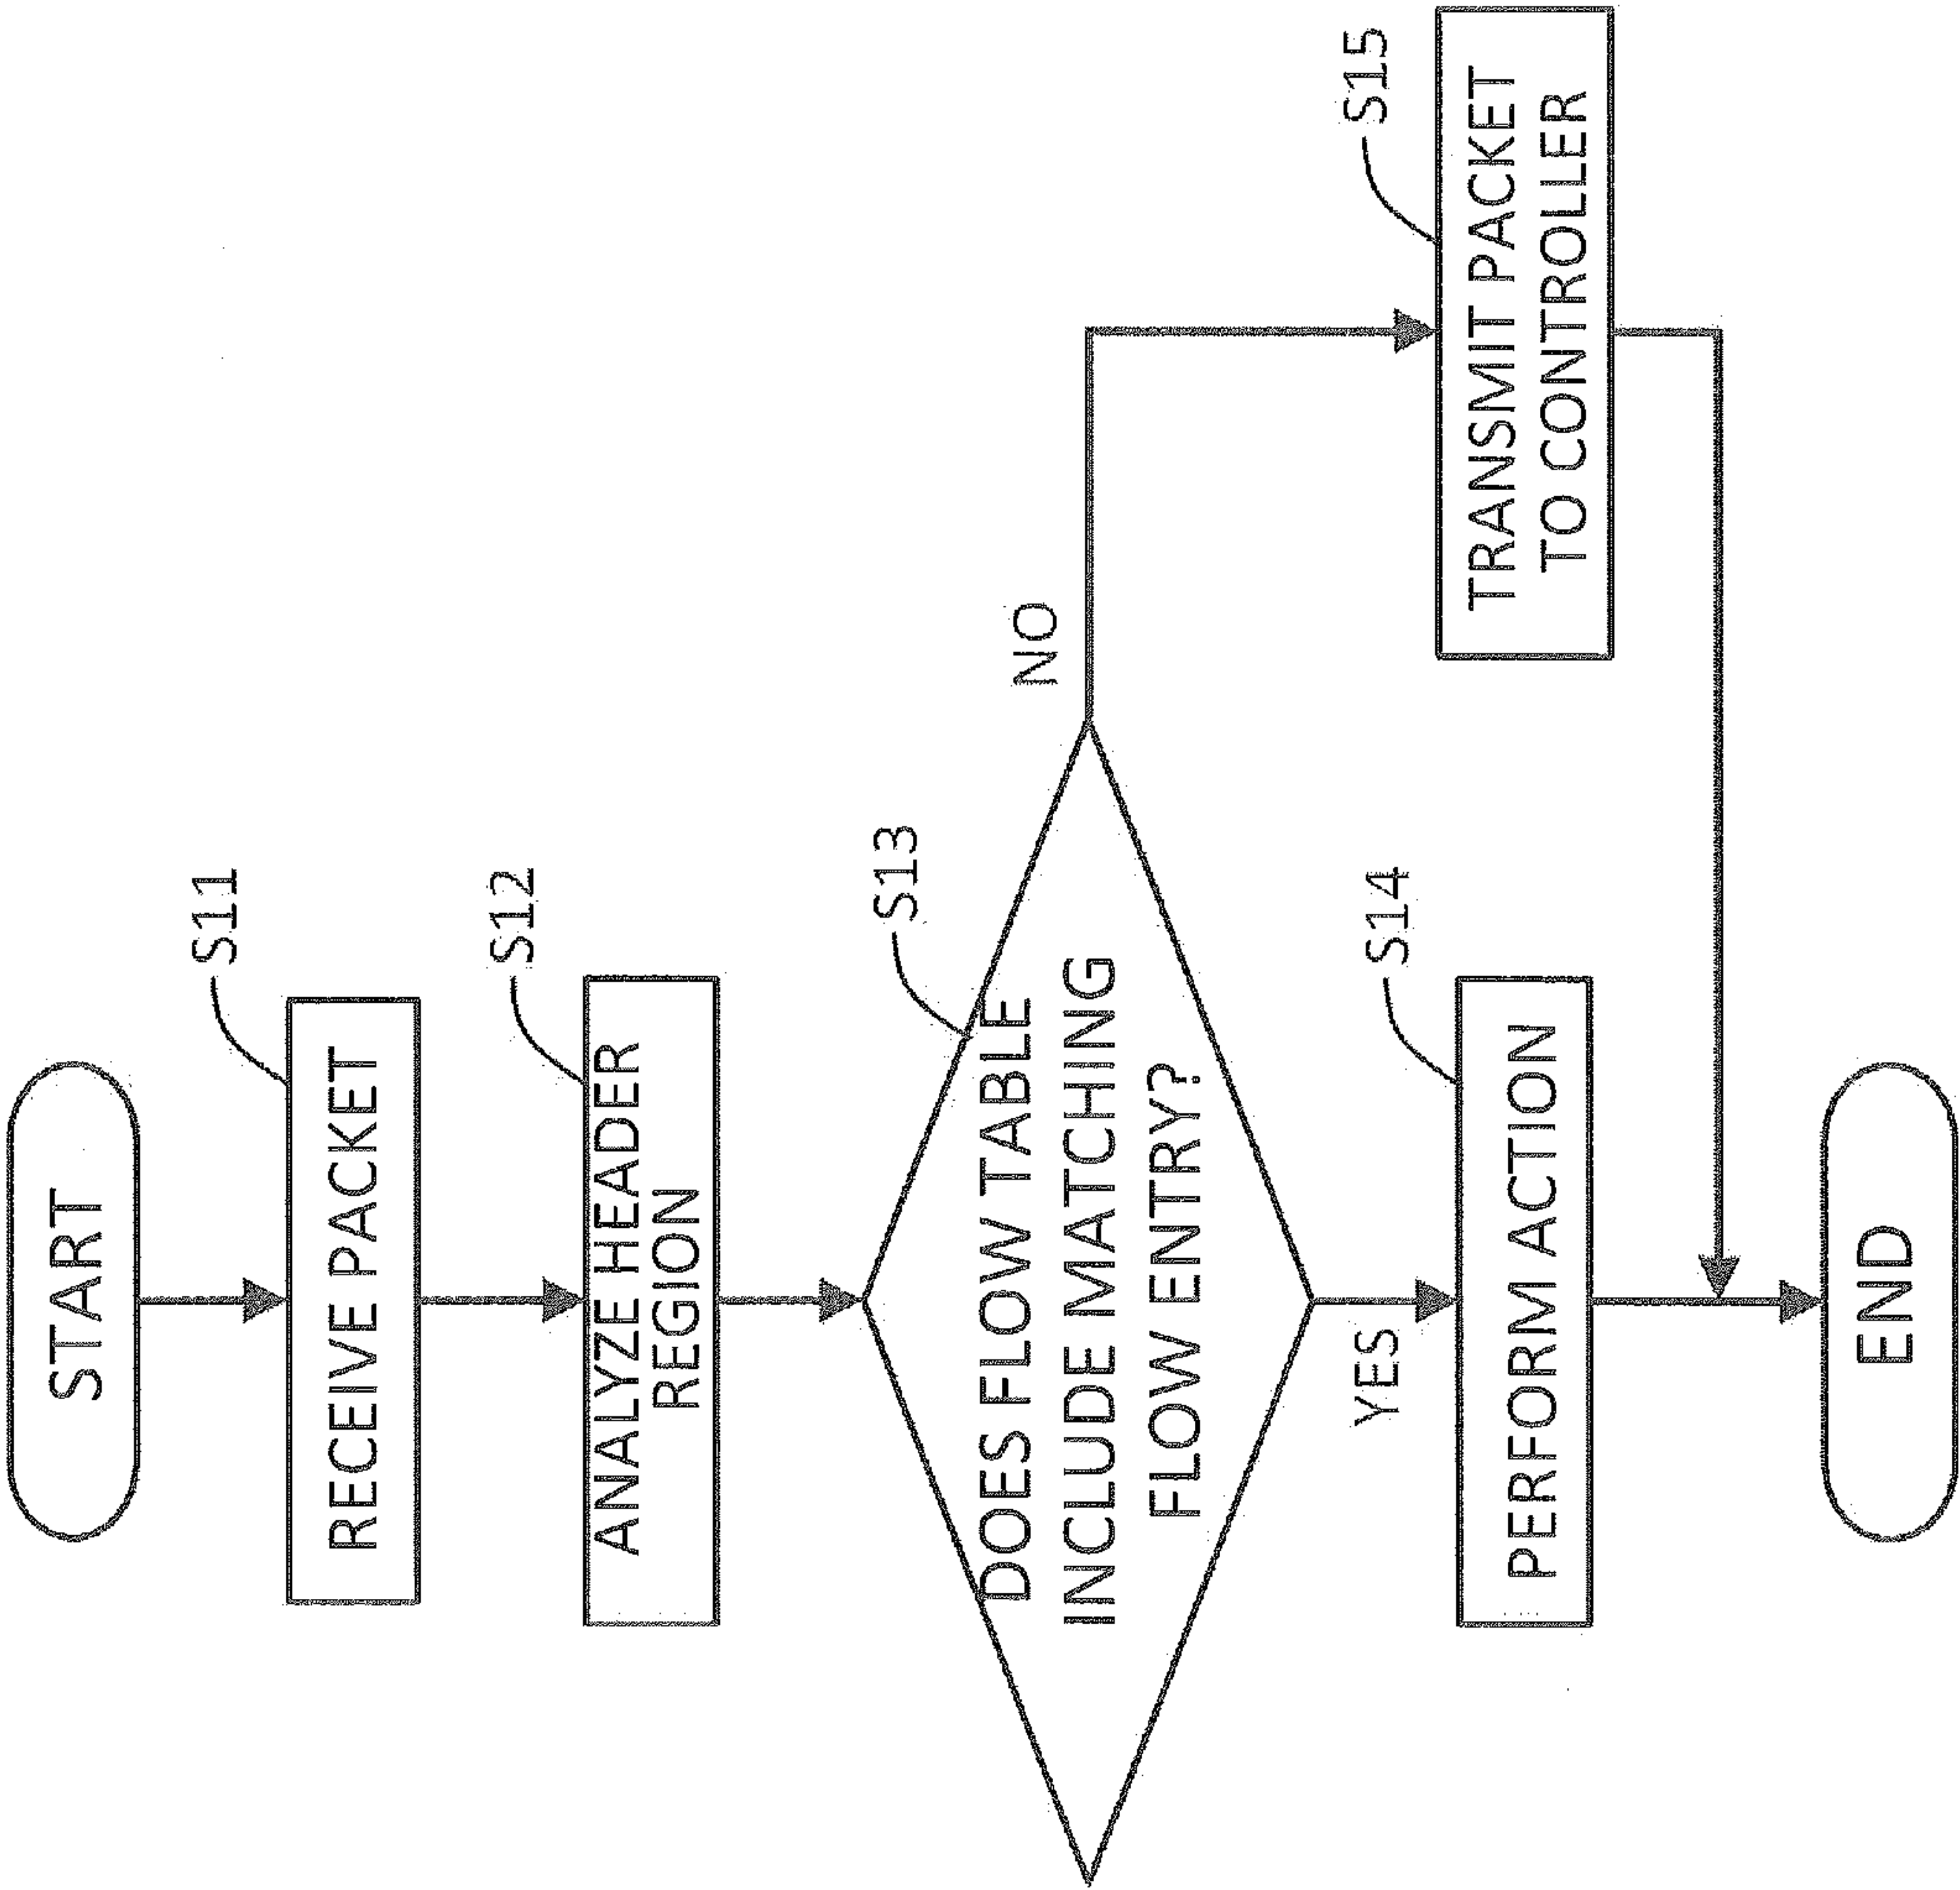 START
S11
RECEIVE PACKET
S12
ANALYZE HEADER
REGION
S13
DOES FLOW TABLE
INCLUDE MATCHING
FLOW ENTRY?
NO
YES
S14
PERFORM ACTION
S15
TRANSMIT PACKET
TO CONTROLLER
END